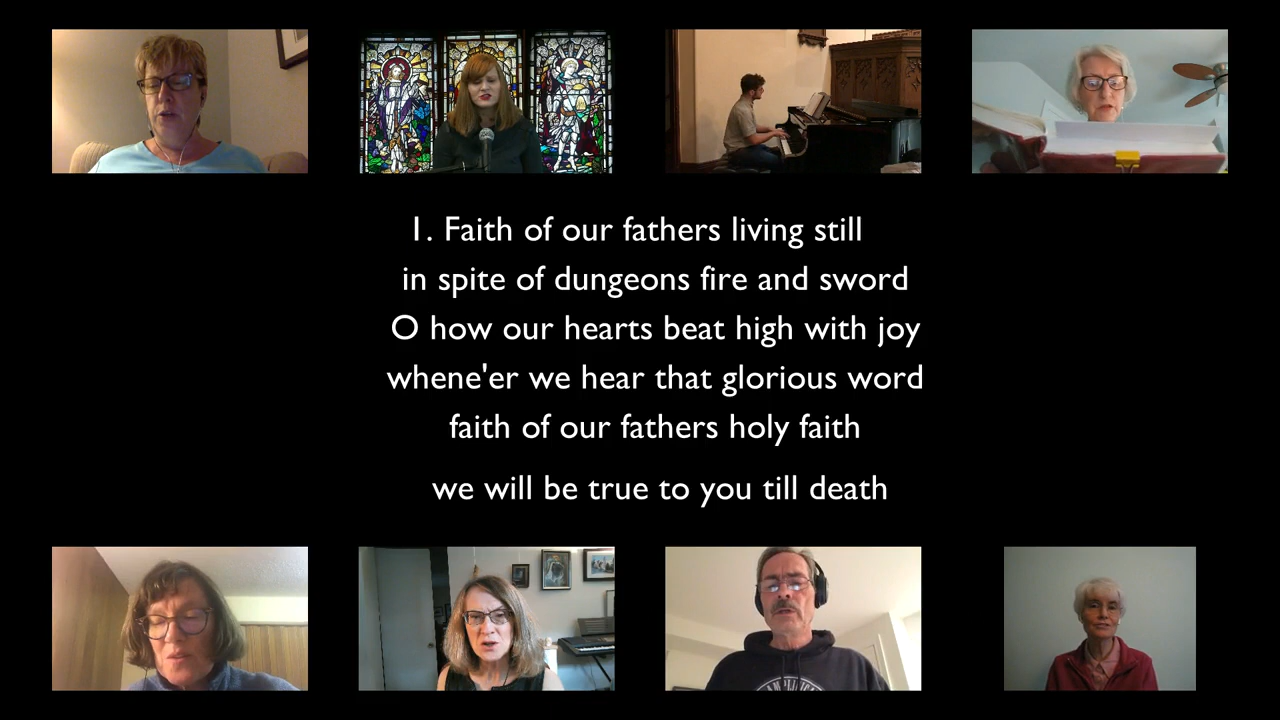 1. Faith of our fathers living still
in spite of dungeons fire and sword
O how our hearts beat high with joy
whene'er we hear that glorious word
faith of our fathers holy faith
we will be true to you till death